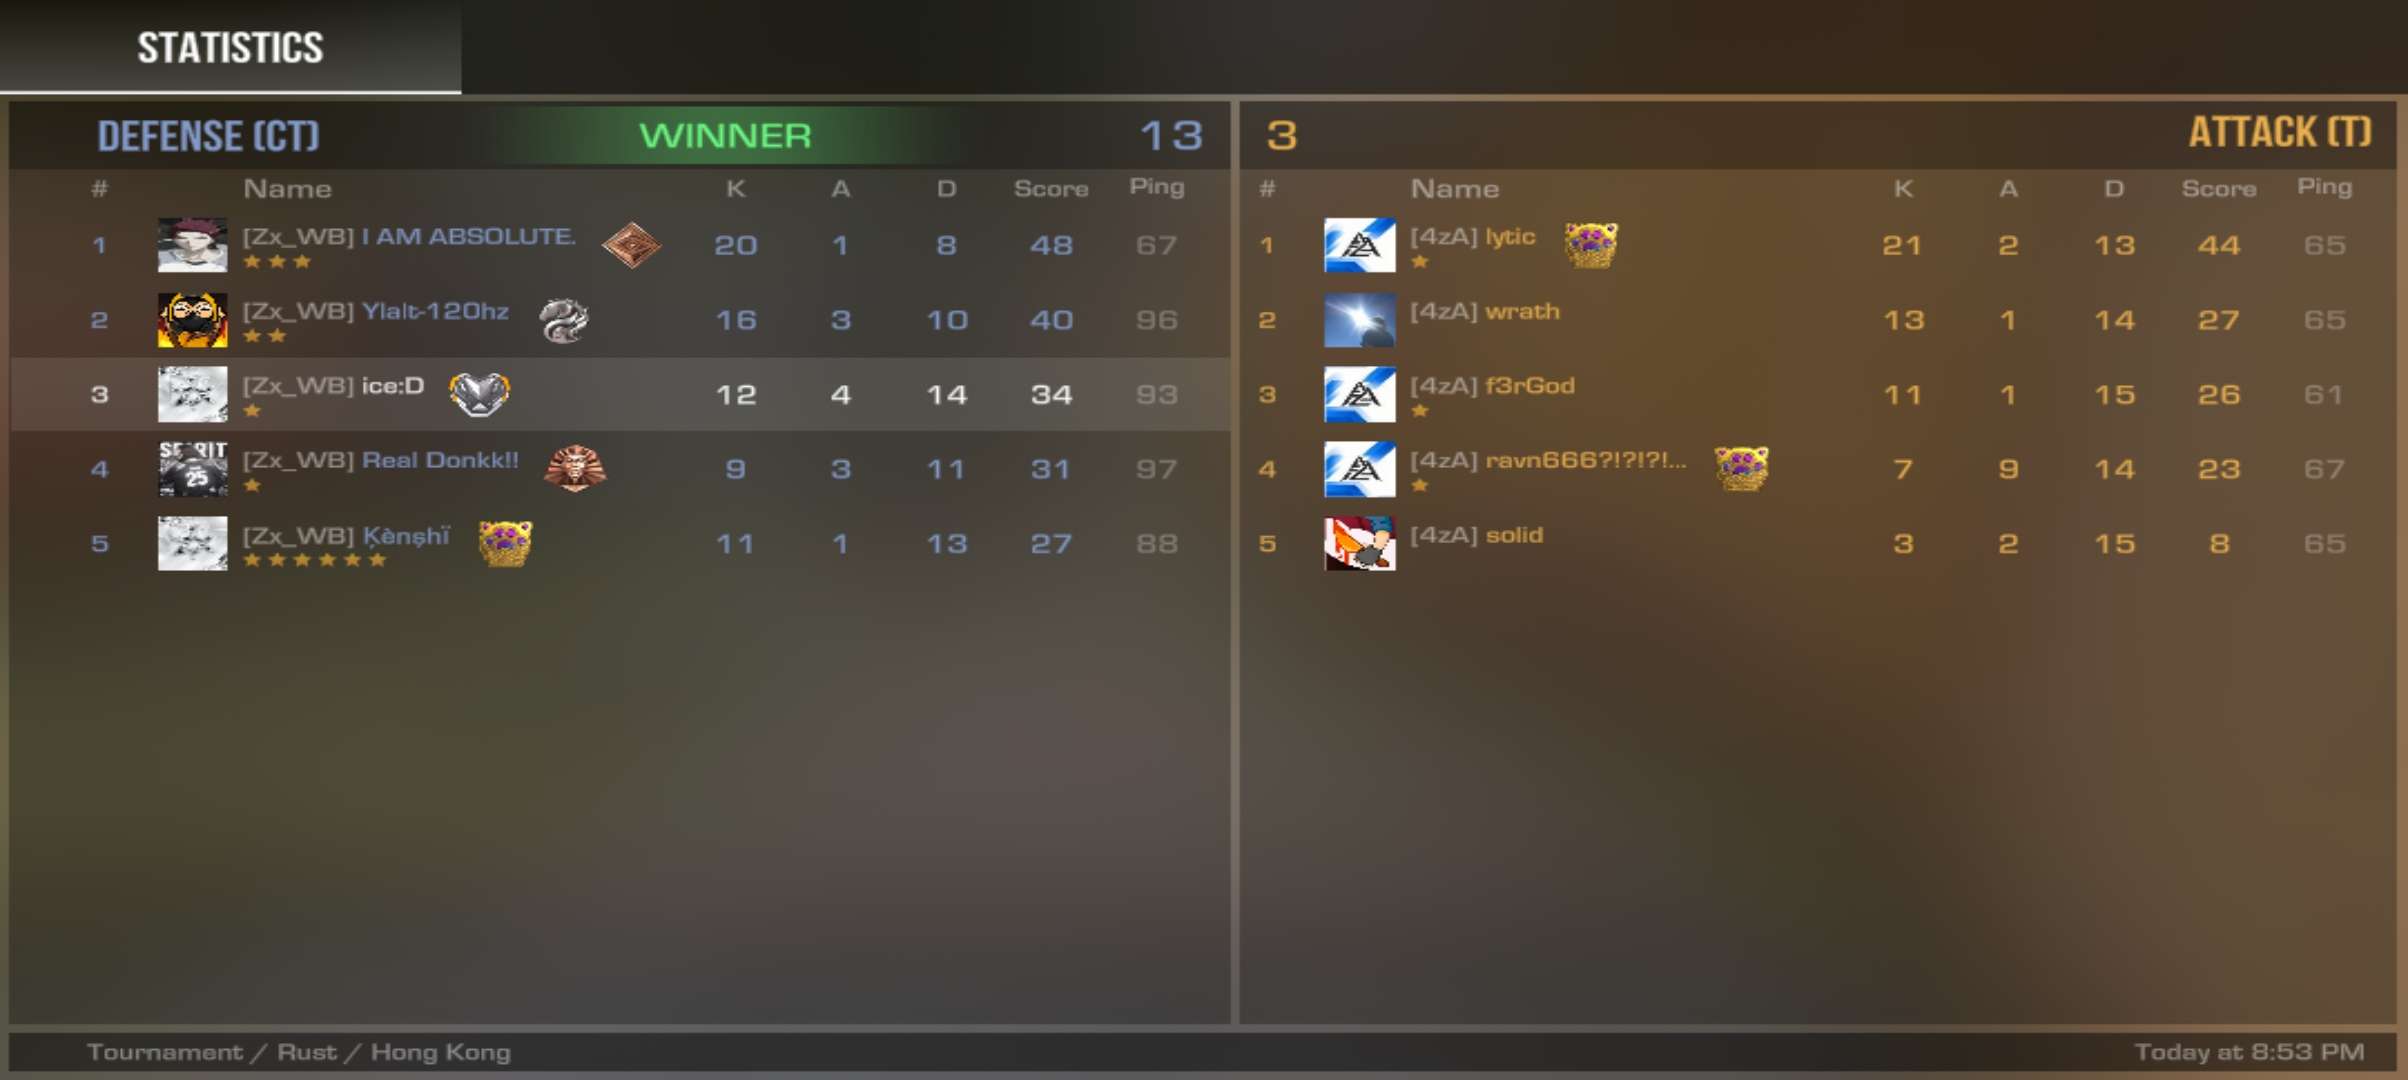 STATISTICS
DEFENSE (CT) WINNER 13
# Name K A D Score Ping
1 [Zx_WB] I AM ABSOLUTE. 20 1 8 48 67
2 [Zx_WB] Ylalt-120hz 16 3 10 40 96
3 [Zx_WB] ice:D 12 4 14 34 93
4 SPIRIT 25 [Zx_WB] Real Donkk!! 9 3 11 31 97
5 [Zx_WB] Ķènşhï 11 1 13 27 88
3 ATTACK (T)
# Name K A D Score Ping
1 [4zA] lytic 21 2 13 44 65
2 [4zA] wrath 13 1 14 27 65
3 [4zA] f3rGod 11 1 15 26 61
4 [4zA] ravn666?!?!?!... 7 9 14 23 67
5 [4zA] solid 3 2 15 8 65
Tournament / Rust / Hong Kong
Today at 8:53 PM